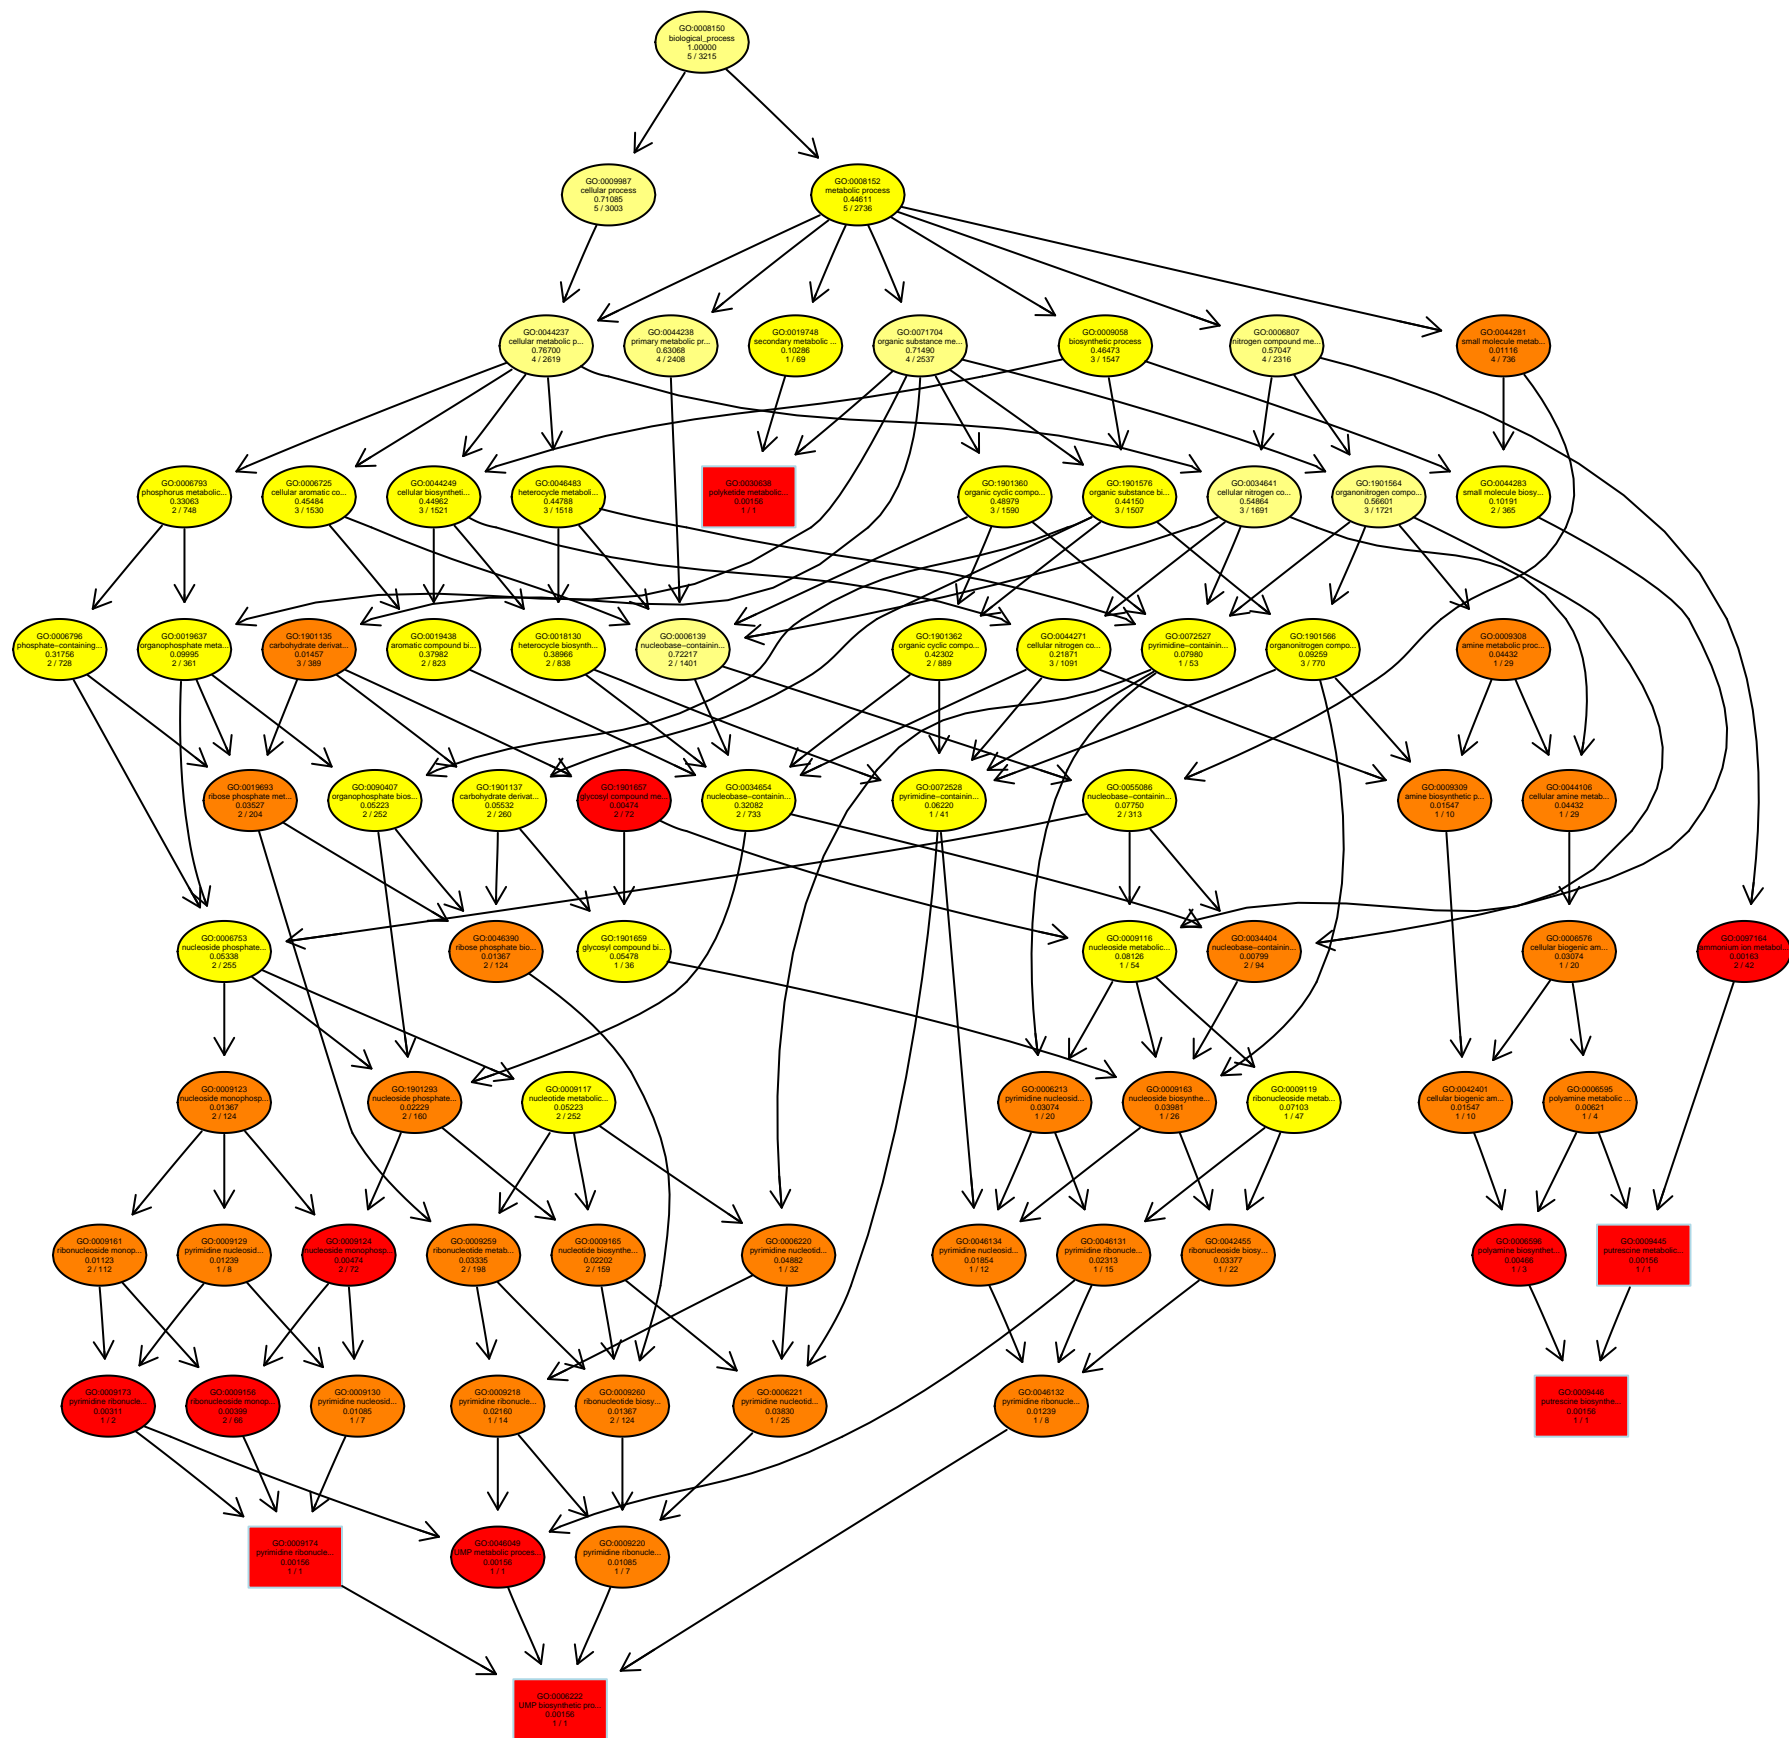 GO:0008150
biological_process
1.00000
5 / 3215
GO:0009987
cellular process
0.71085
5 / 3003
GO:0008152
metabolic process
0.44611
5 / 2736
GO:0044237
cellular metabolic p...
0.76700
4 / 2619
GO:0044238
primary metabolic pr...
0.63068
4 / 2408
GO:0019748
secondary metabolic ...
0.10286
1 / 69
GO:0071704
organic substance me...
0.71490
4 / 2537
GO:0009058
biosynthetic process
0.46473
3 / 1547
GO:0006807
nitrogen compound me...
0.57047
4 / 2316
GO:0044281
small molecule metab...
0.01116
4 / 736
GO:0006793
phosphorus metabolic...
0.33063
2 / 748
GO:0006725
cellular aromatic co...
0.45484
3 / 1530
GO:0044249
cellular biosyntheti...
0.44962
3 / 1521
GO:0046483
heterocycle metaboli...
0.44788
3 / 1518
GO:0030638
polyketide metabolic...
0.00156
1 / 1
GO:1901360
organic cyclic compo...
0.48979
3 / 1590
GO:1901576
organic substance bi...
0.44150
3 / 1507
GO:0034641
cellular nitrogen co...
0.54864
3 / 1691
GO:1901564
organonitrogen compo...
0.56601
3 / 1721
GO:0044283
small molecule biosy...
0.10191
2 / 365
GO:0006796
phosphate−containing...
0.31756
2 / 728
GO:0019637
organophosphate meta...
0.09995
2 / 361
GO:1901135
carbohydrate derivat...
0.01457
3 / 389
GO:0019438
aromatic compound bi...
0.37982
2 / 823
GO:0018130
heterocycle biosynth...
0.38966
2 / 838
GO:0006139
nucleobase−containin...
0.72217
2 / 1401
GO:1901362
organic cyclic compo...
0.42302
2 / 889
GO:0044271
cellular nitrogen co...
0.21871
3 / 1091
GO:0072527
pyrimidine−containin...
0.07980
1 / 53
GO:1901566
organonitrogen compo...
0.09259
3 / 770
GO:0009308
amine metabolic proc...
0.04432
1 / 29
GO:0019693
ribose phosphate met...
0.03527
2 / 204
GO:0090407
organophosphate bios...
0.05223
2 / 252
GO:1901137
carbohydrate derivat...
0.05532
2 / 260
GO:1901657
glycosyl compound me...
0.00474
2 / 72
GO:0034654
nucleobase−containin...
0.32082
2 / 733
GO:0072528
pyrimidine−containin...
0.06220
1 / 41
GO:0055086
nucleobase−containin...
0.07750
2 / 313
GO:0009309
amine biosynthetic p...
0.01547
1 / 10
GO:0044106
cellular amine metab...
0.04432
1 / 29
GO:0006753
nucleoside phosphate...
0.05338
2 / 255
GO:0046390
ribose phosphate bio...
0.01367
2 / 124
GO:1901659
glycosyl compound bi...
0.05478
1 / 36
GO:0009116
nucleoside metabolic...
0.08126
1 / 54
GO:0034404
nucleobase−containin...
0.00799
2 / 94
GO:0006576
cellular biogenic am...
0.03074
1 / 20
GO:0097164
ammonium ion metabol...
0.00163
2 / 42
GO:0009123
nucleoside monophosp...
0.01367
2 / 124
GO:1901293
nucleoside phosphate...
0.02229
2 / 160
GO:0009117
nucleotide metabolic...
0.05223
2 / 252
GO:0006213
pyrimidine nucleosid...
0.03074
1 / 20
GO:0009163
nucleoside biosynthe...
0.03981
1 / 26
GO:0009119
ribonucleoside metab...
0.07103
1 / 47
GO:0042401
cellular biogenic am...
0.01547
1 / 10
GO:0006595
polyamine metabolic ...
0.00621
1 / 4
GO:0009161
ribonucleoside monop...
0.01123
2 / 112
GO:0009129
pyrimidine nucleosid...
0.01239
1 / 8
GO:0009124
nucleoside monophosp...
0.00474
2 / 72
GO:0009259
ribonucleotide metab...
0.03335
2 / 198
GO:0009165
nucleotide biosynthe...
0.02202
2 / 159
GO:0006220
pyrimidine nucleotid...
0.04882
1 / 32
GO:0046134
pyrimidine nucleosid...
0.01854
1 / 12
GO:0046131
pyrimidine ribonucle...
0.02313
1 / 15
GO:0042455
ribonucleoside biosy...
0.03377
1 / 22
GO:0006596
polyamine biosynthet...
0.00466
1 / 3
GO:0009445
putrescine metabolic...
0.00156
1 / 1
GO:0009173
pyrimidine ribonucle...
0.00311
1 / 2
GO:0009156
ribonucleoside monop...
0.00399
2 / 66
GO:0009130
pyrimidine nucleosid...
0.01085
1 / 7
GO:0009218
pyrimidine ribonucle...
0.02160
1 / 14
GO:0009260
ribonucleotide biosy...
0.01367
2 / 124
GO:0006221
pyrimidine nucleotid...
0.03830
1 / 25
GO:0046132
pyrimidine ribonucle...
0.01239
1 / 8
GO:0009446
putrescine biosynthe...
0.00156
1 / 1
GO:0009174
pyrimidine ribonucle...
0.00156
1 / 1
GO:0046049
UMP metabolic proces...
0.00156
1 / 1
GO:0009220
pyrimidine ribonucle...
0.01085
1 / 7
GO:0006222
UMP biosynthetic pro...
0.00156
1 / 1